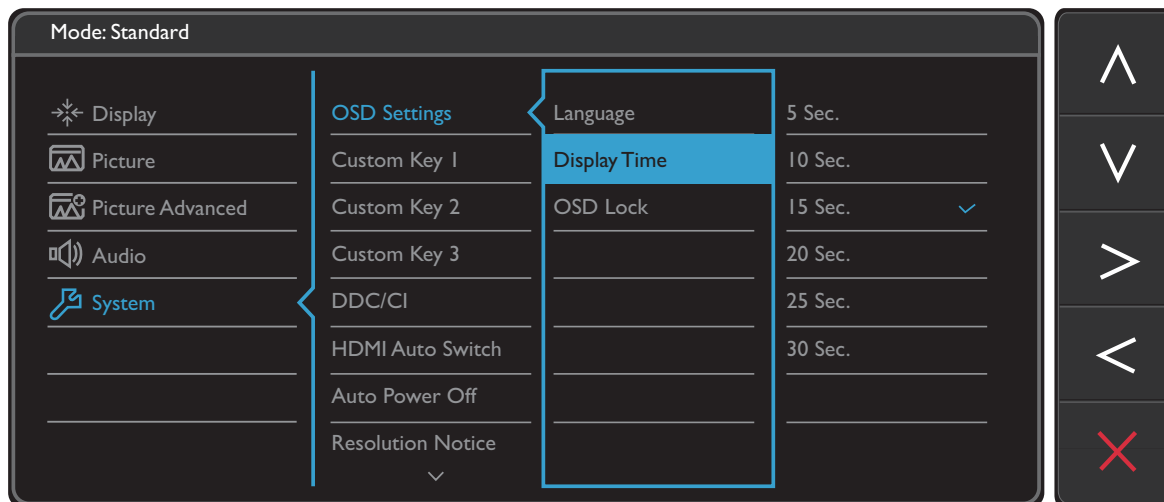 Mode: Standard
Display
Picture
Picture Advanced
Audio
System
OSD Settings
Custom Key 1
Custom Key 2
Custom Key 3
DDC/CI
HDMI Auto Switch
Auto Power Off
Resolution Notice
Language
Display Time
OSD Lock
5 Sec.
10 Sec.
15 Sec.
20 Sec.
25 Sec.
30 Sec.